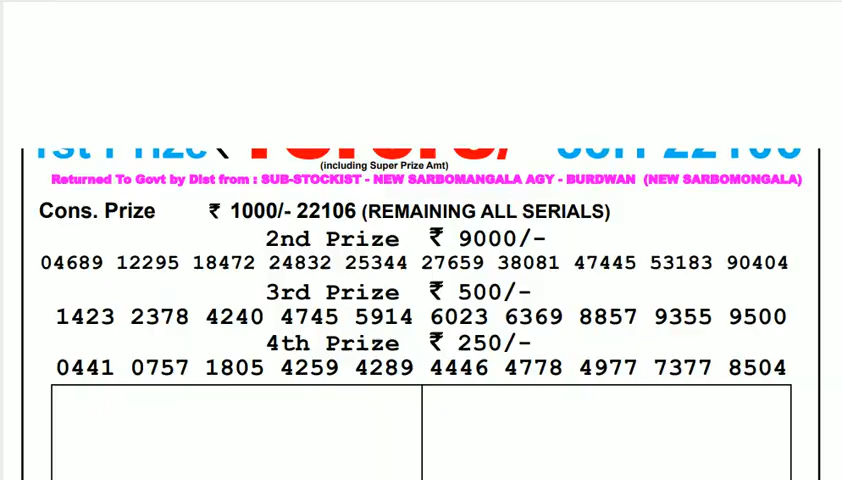 1st Prize ₹
(including Super Prize Amt)
Returned To Govt by Dist from : SUB-STOCKIST - NEW SARBOMANGALA AGY - BURDWAN (NEW SARBOMONGALA)
Cons. Prize ₹ 1000/- 22106 (REMAINING ALL SERIALS)
2nd Prize ₹ 9000/-
04689 12295 18472 24832 25344 27659 38081 47445 53183 90404
3rd Prize ₹ 500/-
1423 2378 4240 4745 5914 6023 6369 8857 9355 9500
4th Prize ₹ 250/-
0441 0757 1805 4259 4289 4446 4778 4977 7377 8504